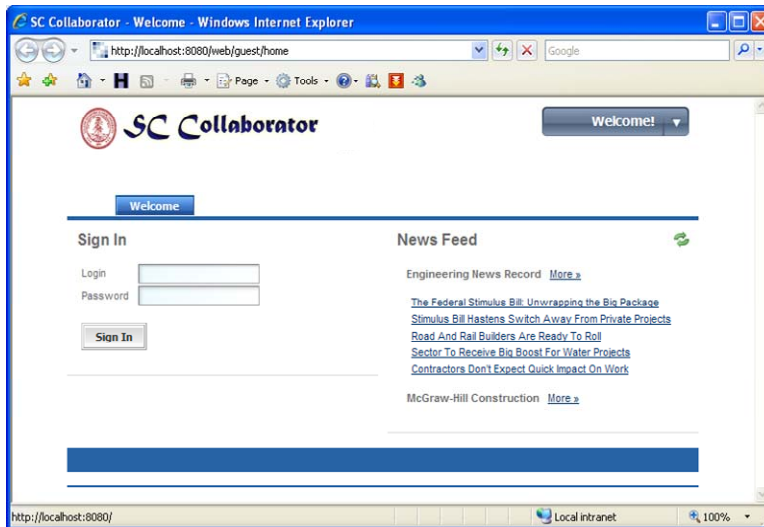 SC Collaborator - Welcome - Windows Internet Explorer
http://localhost:8080/web/guest/home
Google
Page
Tools
SC Collaborator
Welcome!
Welcome
Sign In
News Feed
Engineering News Record More »
Login
Password
The Federal Stimulus Bill: Unwrapping the Big Package
Stimulus Bill Hastens Switch Away From Private Projects
Road And Rail Builders Are Ready To Roll
Sector To Receive Big Boost For Water Projects
Contractors Don't Expect Quick Impact On Work
Sign In
McGraw-Hill Construction More »
http://localhost:8080/
Local intranet
100%